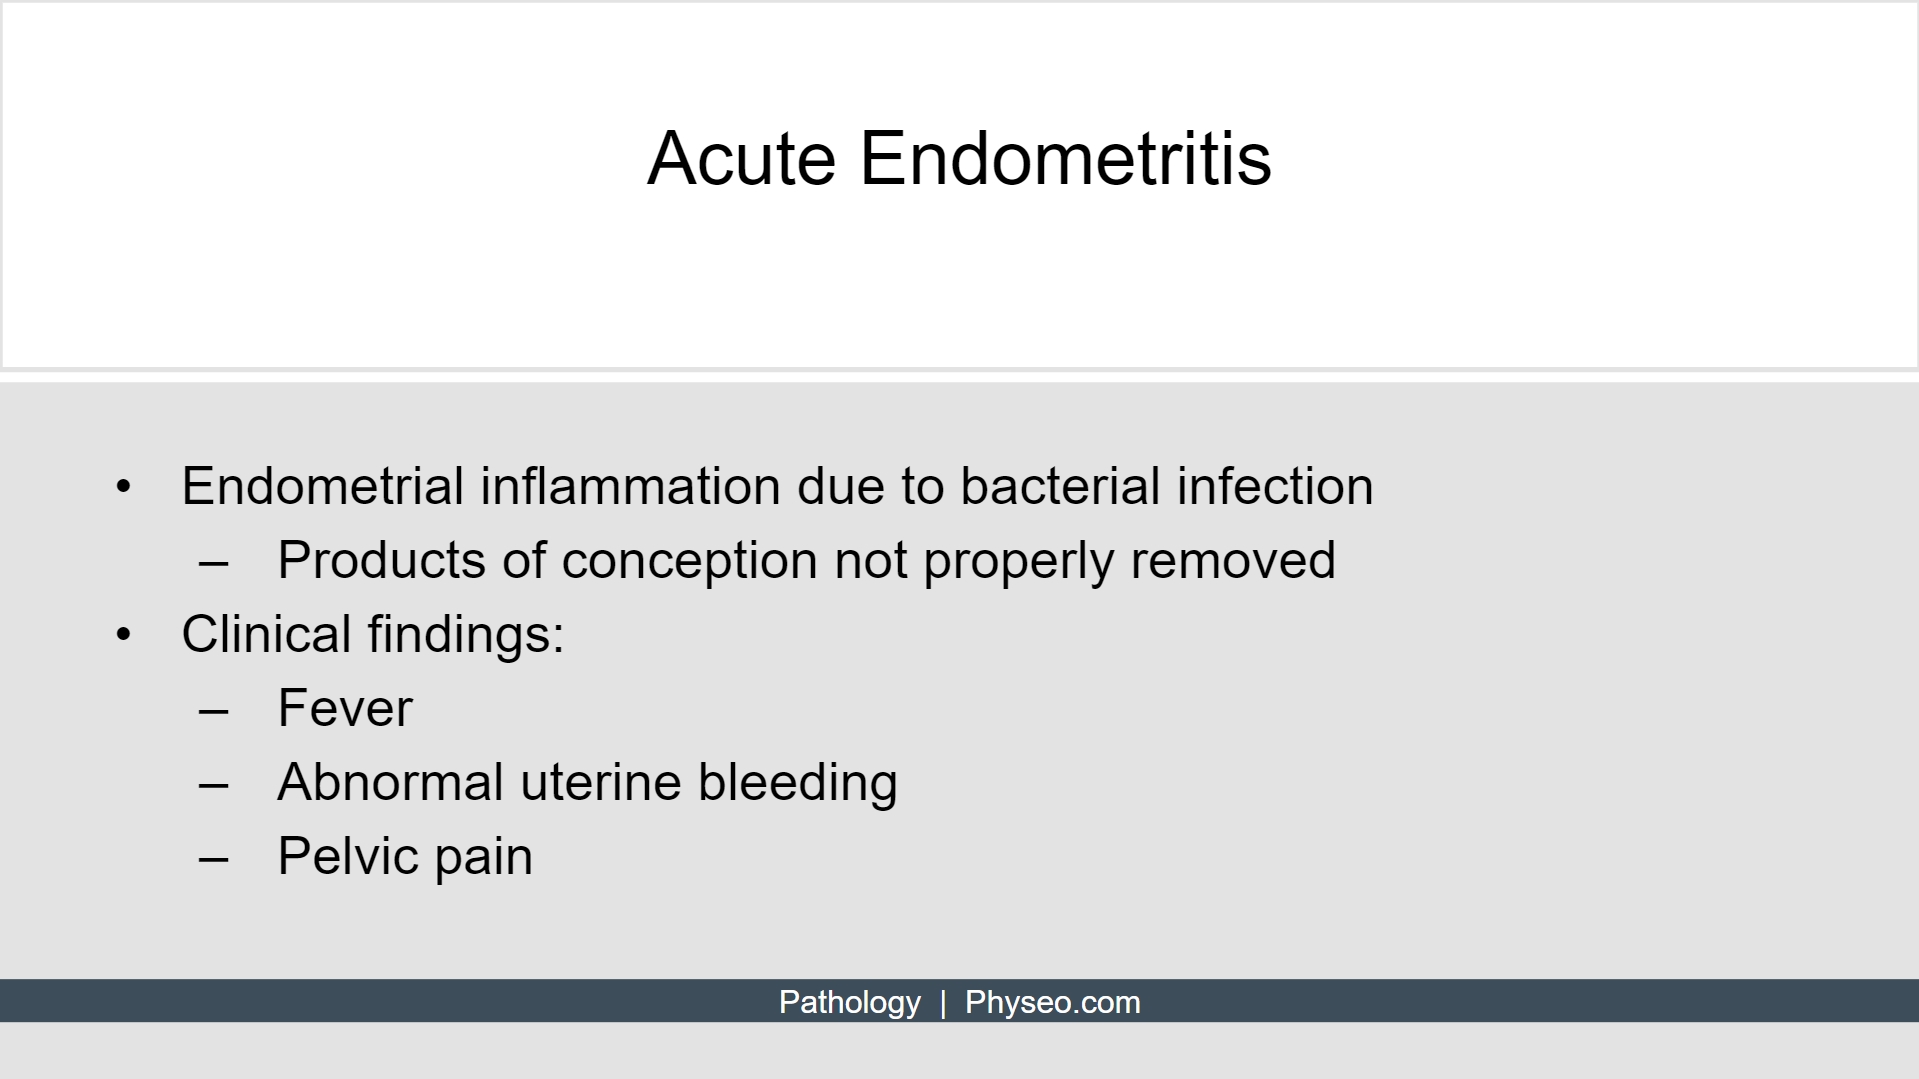 Acute Endometritis
• Endometrial inflammation due to bacterial infection
– Products of conception not properly removed
• Clinical findings:
– Fever
– Abnormal uterine bleeding
– Pelvic pain
Pathology | Physeo.com